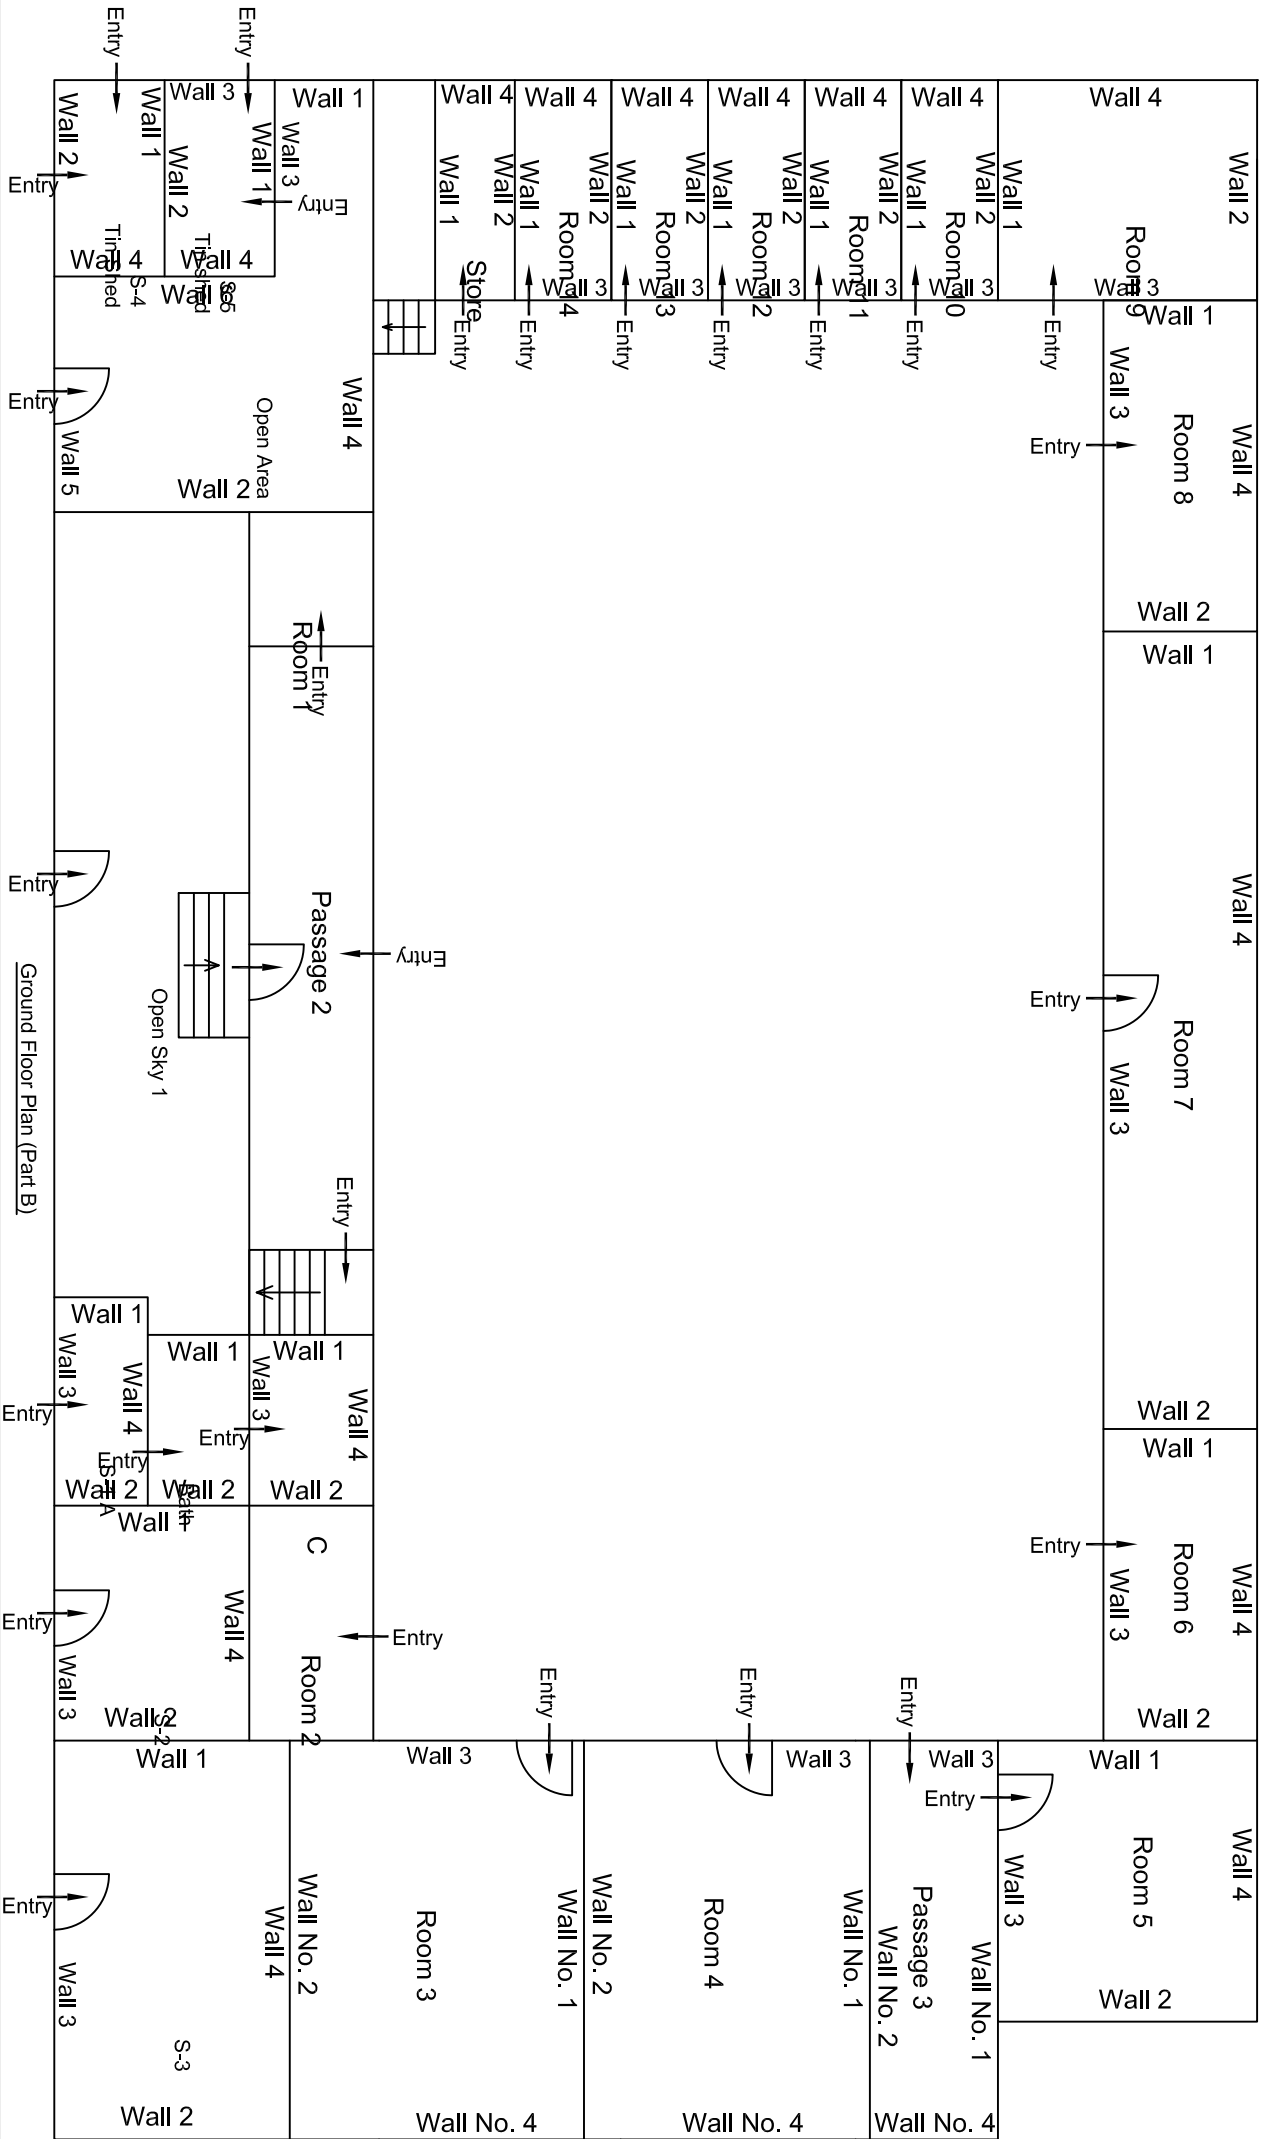 Entry
Entry
Wall 2
Wall 1
Wall 3
Wall 2
Wall 1
Wall 3
Wall 1
Entry
Entry
Wall 4
Wall 4
Wall 6
Tin shed
S-4
Tin shed
S-5
Wall 4
Wall 1
Wall 2
Store
Entry
Wall 4
Wall 1
Wall 2
Room 14
Wall 3
Entry
Wall 4
Wall 1
Wall 2
Room 13
Wall 3
Entry
Wall 4
Wall 1
Wall 2
Room 12
Wall 3
Entry
Wall 4
Wall 1
Wall 2
Room 11
Wall 3
Entry
Wall 4
Wall 1
Wall 2
Room 10
Wall 3
Entry
Wall 4
Wall 1
Wall 2
Room 9
Wall 3
Entry
Entry
Wall 5
Open Area
Wall 4
Wall 2
Wall 1
Wall 3
Room 8
Wall 4
Entry
Wall 2
Room 1
Entry
Wall 1
Wall 4
Entry
Room 7
Wall 3
Wall 2
Entry
Passage 2
Entry
Open Sky 1
Ground Floor Plan (Part B)
Entry
Wall 1
Wall 3
Wall 4
Entry
Wall 2
S-1 A
Wall 1
Entry
Wall 2
Bath
Wall 1
Wall 3
Wall 4
Entry
Wall 2
C
Wall 1
Entry
Room 6
Wall 3
Wall 4
Wall 2
Wall 1
Wall 4
Entry
Wall 3
Wall 2
S-2
Entry
Room 2
Entry
Entry
Entry
Wall 1
Entry
Wall 3
Wall 4
S-3
Wall 2
Wall 3
Wall No. 2
Room 3
Wall No. 1
Wall No. 4
Wall 3
Wall No. 2
Room 4
Wall No. 1
Wall No. 4
Wall 3
Passage 3
Wall No. 2
Wall No. 1
Wall No. 4
Wall 1
Entry
Wall 3
Room 5
Wall 4
Wall 2